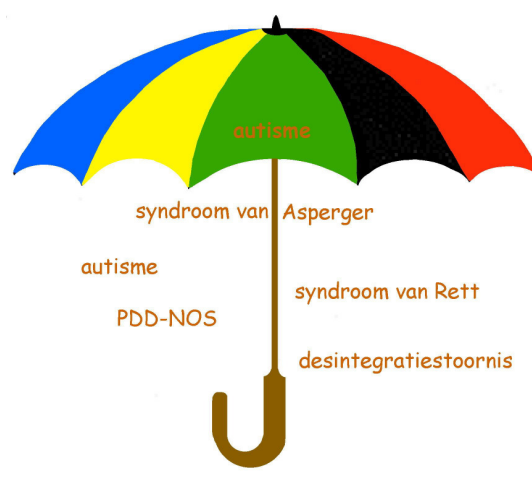 autisme
syndroom van Asperger
autisme
syndroom van Rett
PDD-NOS
desintegratiestoornis